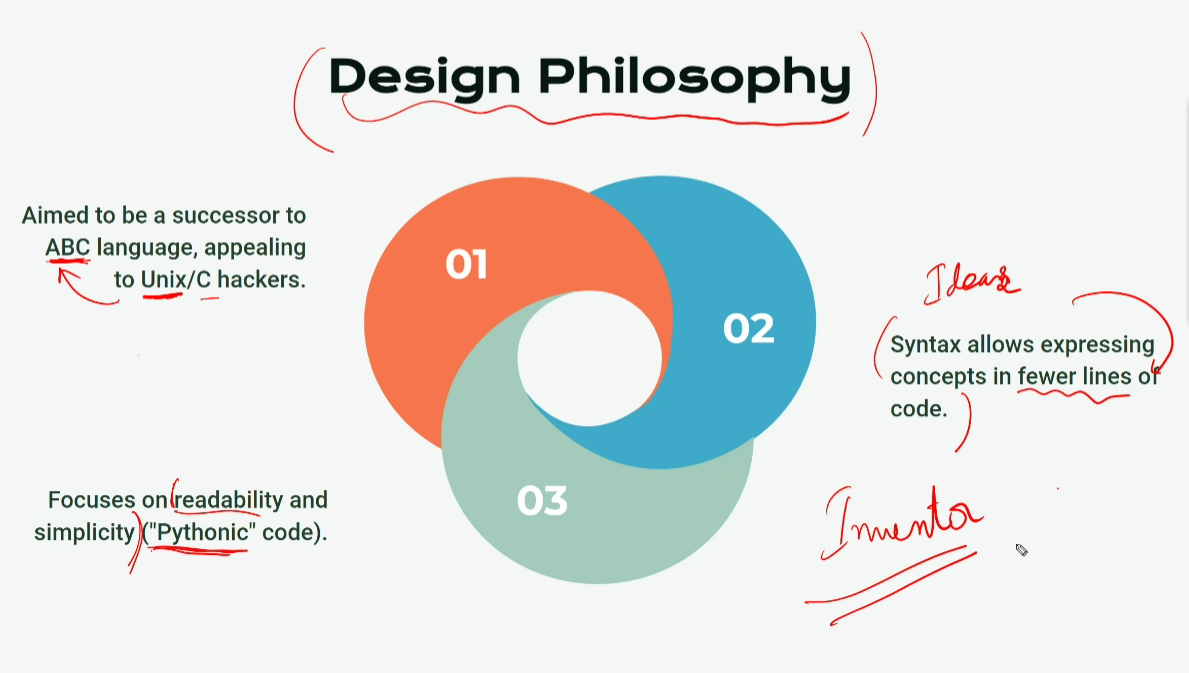 Design Philosophy
01
Aimed to be a successor to
ABC language, appealing
to Unix/C hackers.
02
Ideas
Syntax allows expressing
concepts in fewer lines of
code.
03
Focuses on readability and
simplicity ("Pythonic" code).